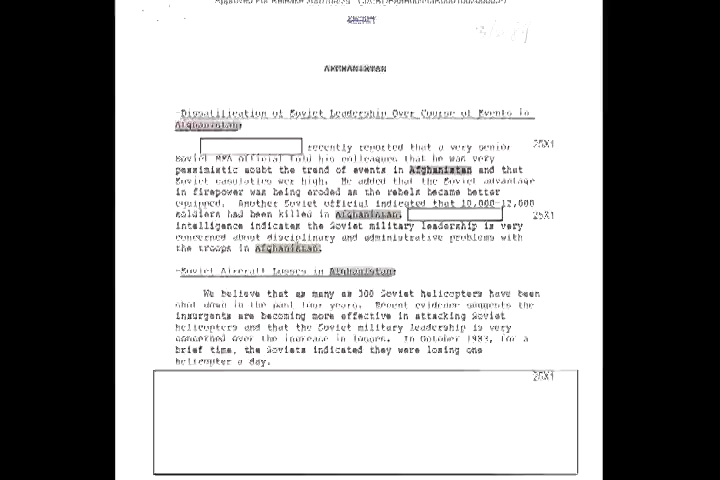 Approved For Release
SECRET
AFGHANISTAN
-Dissatisfaction of Soviet Leadership Over Course of Events in
Afghanistan:
recently reported that a very senior 25X1
Soviet MFA official told his colleagues that he was very
pessimistic about the trend of events in Afghanistan and that
Soviet casualties were high. He added that the Soviet advantage
in firepower was being eroded as the rebels became better
equipped. Another Soviet official indicated that 10,000-12,000
soldiers had been killed in Afghanistan. 25X1
intelligence indicates the Soviet military leadership is very
concerned about disciplinary and administrative problems with
the troops in Afghanistan.
-Soviet Aircraft Losses in Afghanistan:
We believe that as many as 300 Soviet helicopters have been
shot down in the past four years. Recent evidence suggests the
insurgents are becoming more effective in attacking Soviet
helicopters and that the Soviet military leadership is very
concerned over the increase in losses. In October 1983, for a
brief time, the Soviets indicated they were losing one
helicopter a day.
25X1